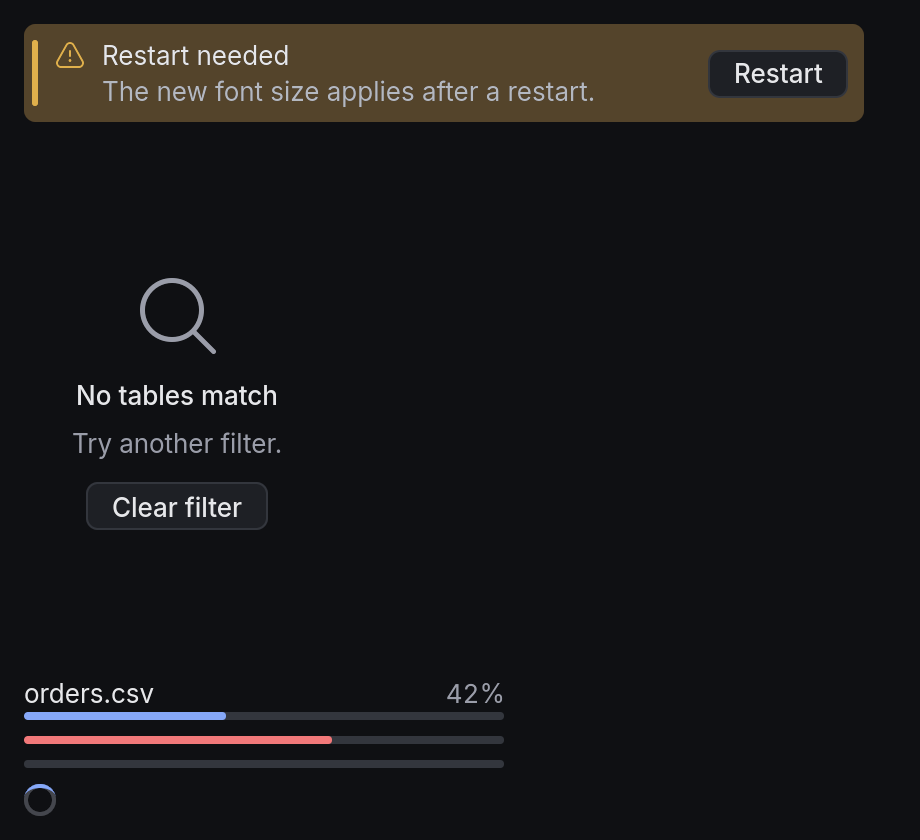 Restart needed
The new font size applies after a restart.
Restart
No tables match
Try another filter.
Clear filter
orders.csv 42%